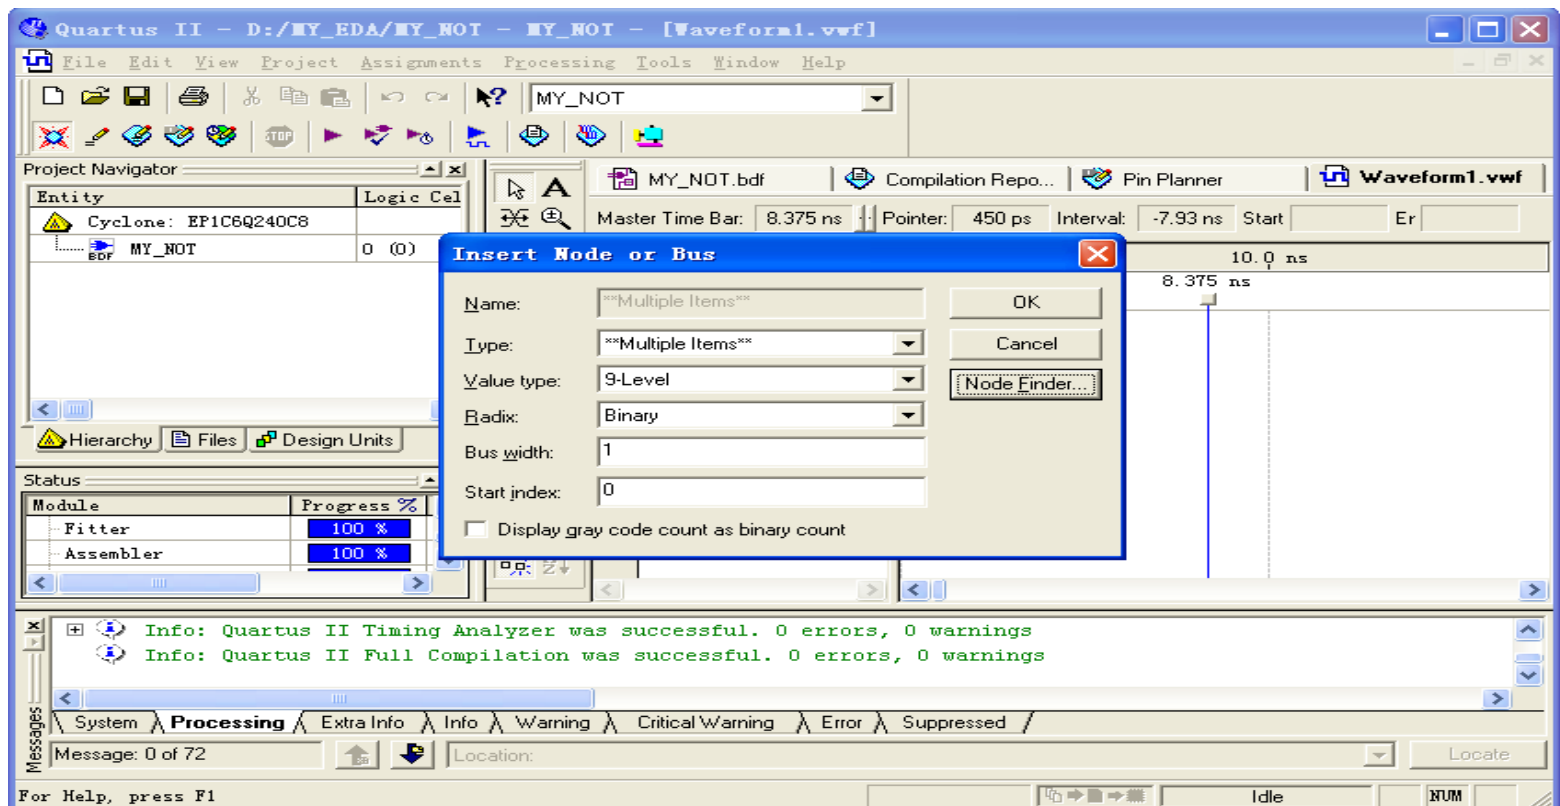 Quartus II - D:/MY_EDA/MY_NOT - MY_NOT - [Waveform1.vwf]
File Edit View Project Assignments Processing Tools Window Help
MY_NOT
STOP
Project Navigator
MY_NOT.bdf Compilation Repo... Pin Planner Waveform1.vwf
Entity Logic Cel
A
Cyclone: EP1C6Q240C8
Master Time Bar: 8.375 ns Pointer: 450 ps Interval: -7.93 ns Start Er
BDF MY_NOT 0 (0)
Insert Node or Bus
10.0 ns
8.375 ns
Name: **Multiple Items** OK
Type: **Multiple Items** Cancel
Value type: 9-Level Node Finder...
Radix: Binary
Bus width: 1
Start index: 0
Display gray code count as binary count
Hierarchy Files Design Units
Status
Module Progress %
Fitter 100 %
Assembler 100 %
Info: Quartus II Timing Analyzer was successful. 0 errors, 0 warnings
Info: Quartus II Full Compilation was successful. 0 errors, 0 warnings
System Processing Extra Info Info Warning Critical Warning Error Suppressed
Messages
Message: 0 of 72 Location: Locate
For Help, press F1 Idle NUM